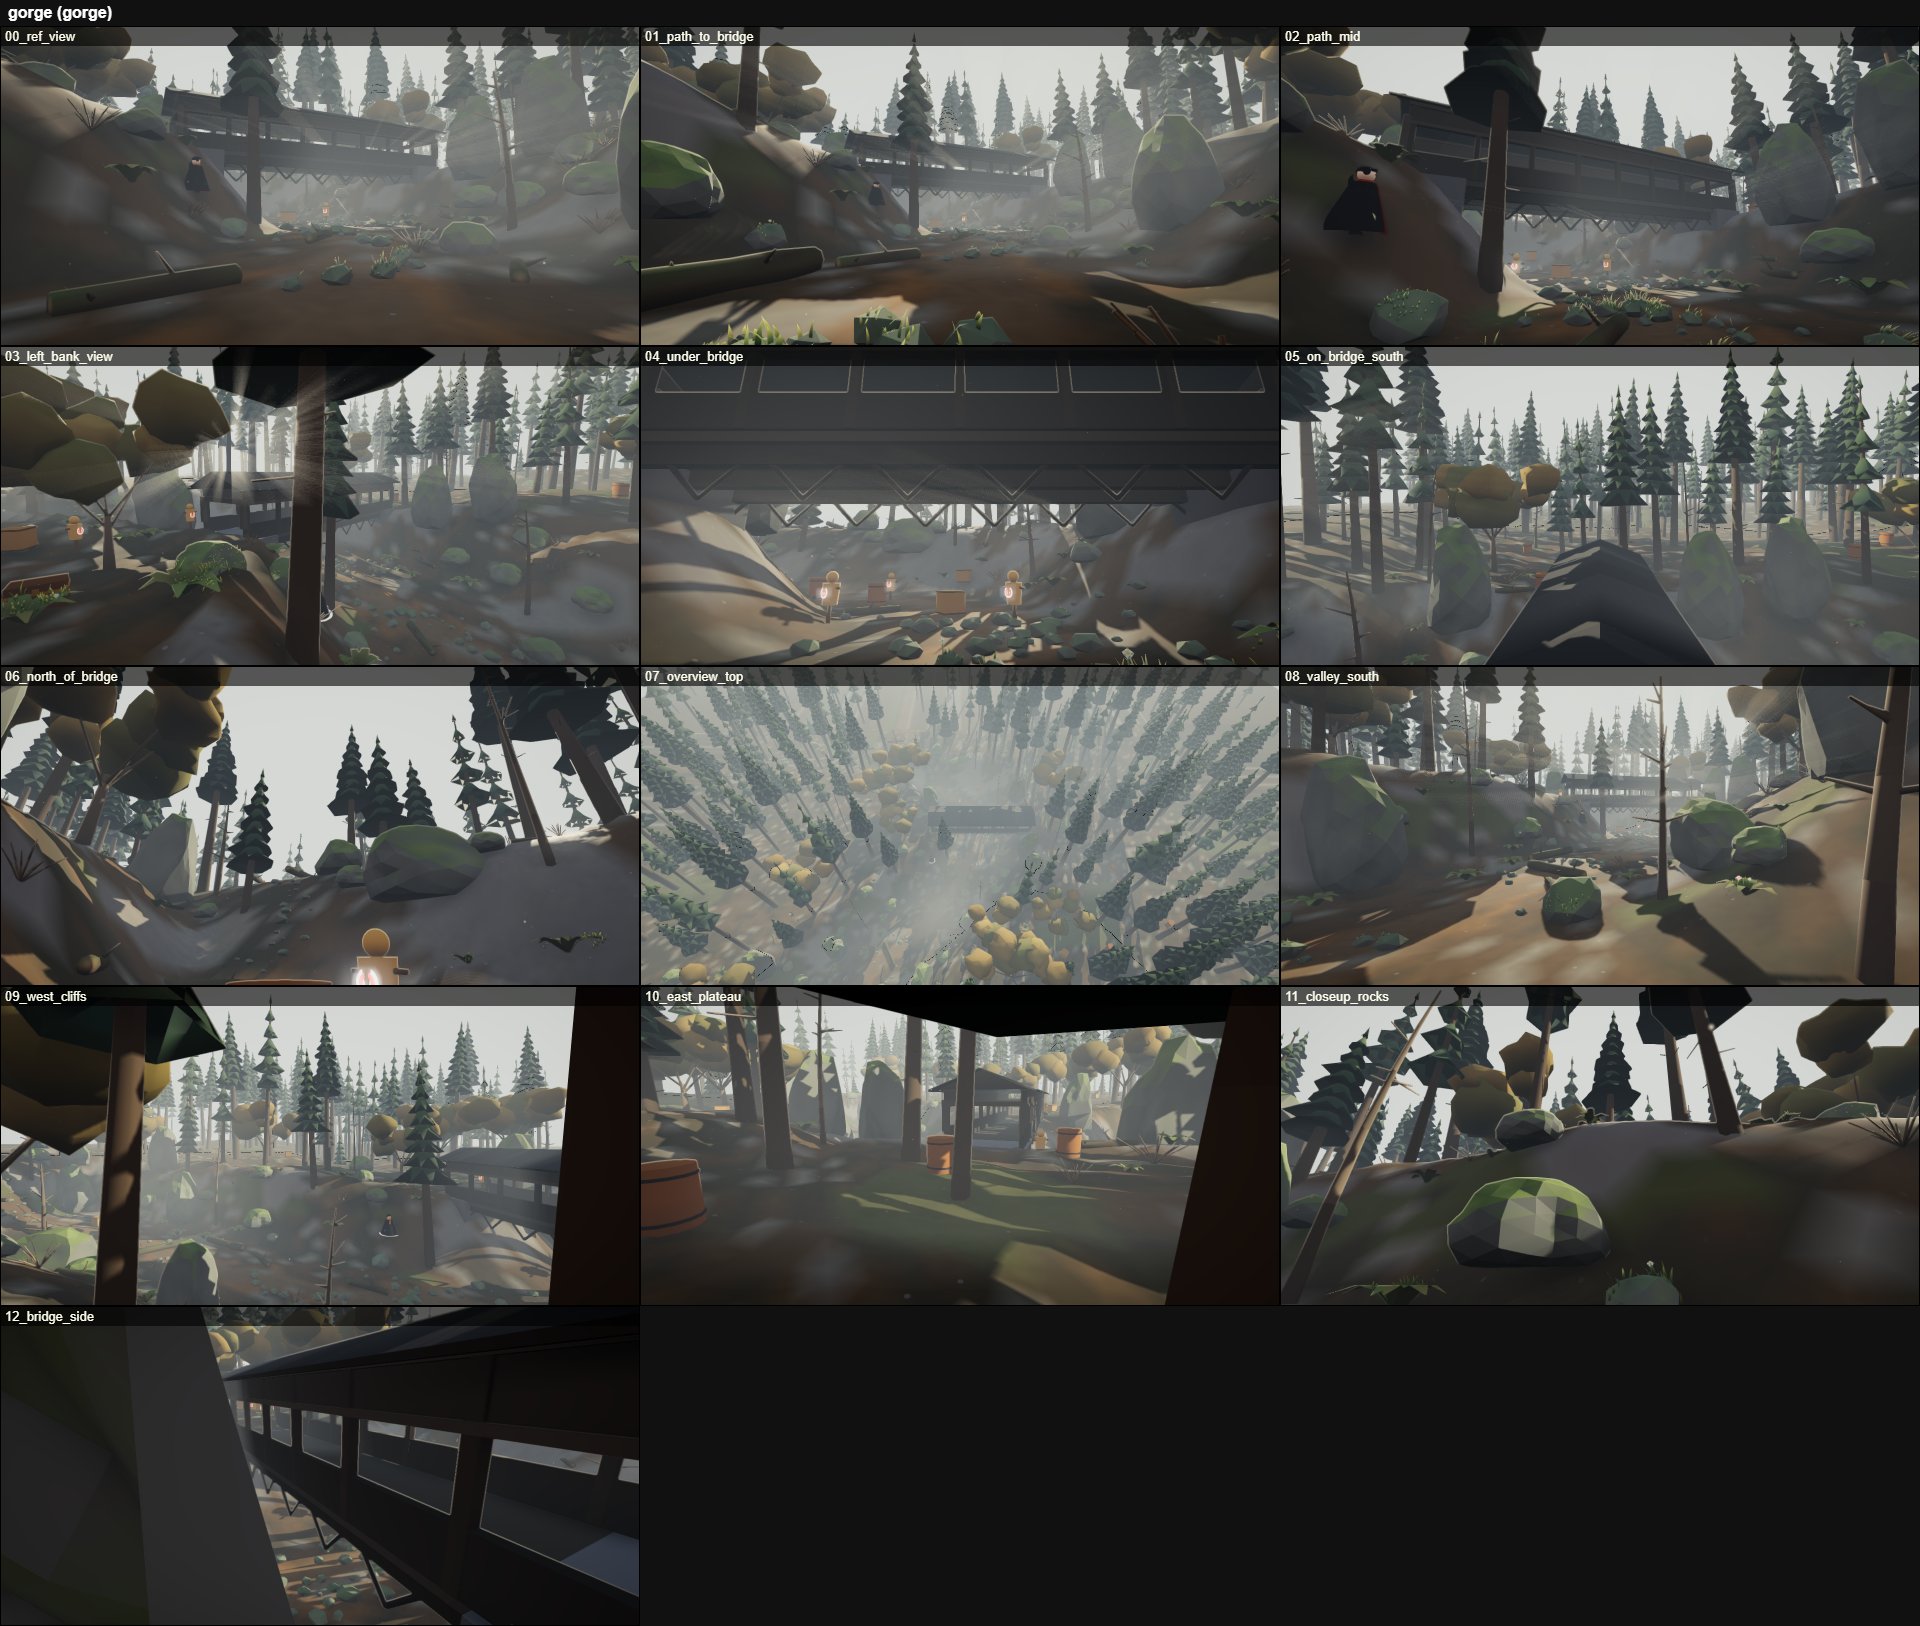 gorge (gorge)
00_ref_view
01_path_to_bridge
02_path_mid
03_left_bank_view
04_under_bridge
05_on_bridge_south
06_north_of_bridge
07_overview_top
08_valley_south
09_west_cliffs
10_east_plateau
11_closeup_rocks
12_bridge_side